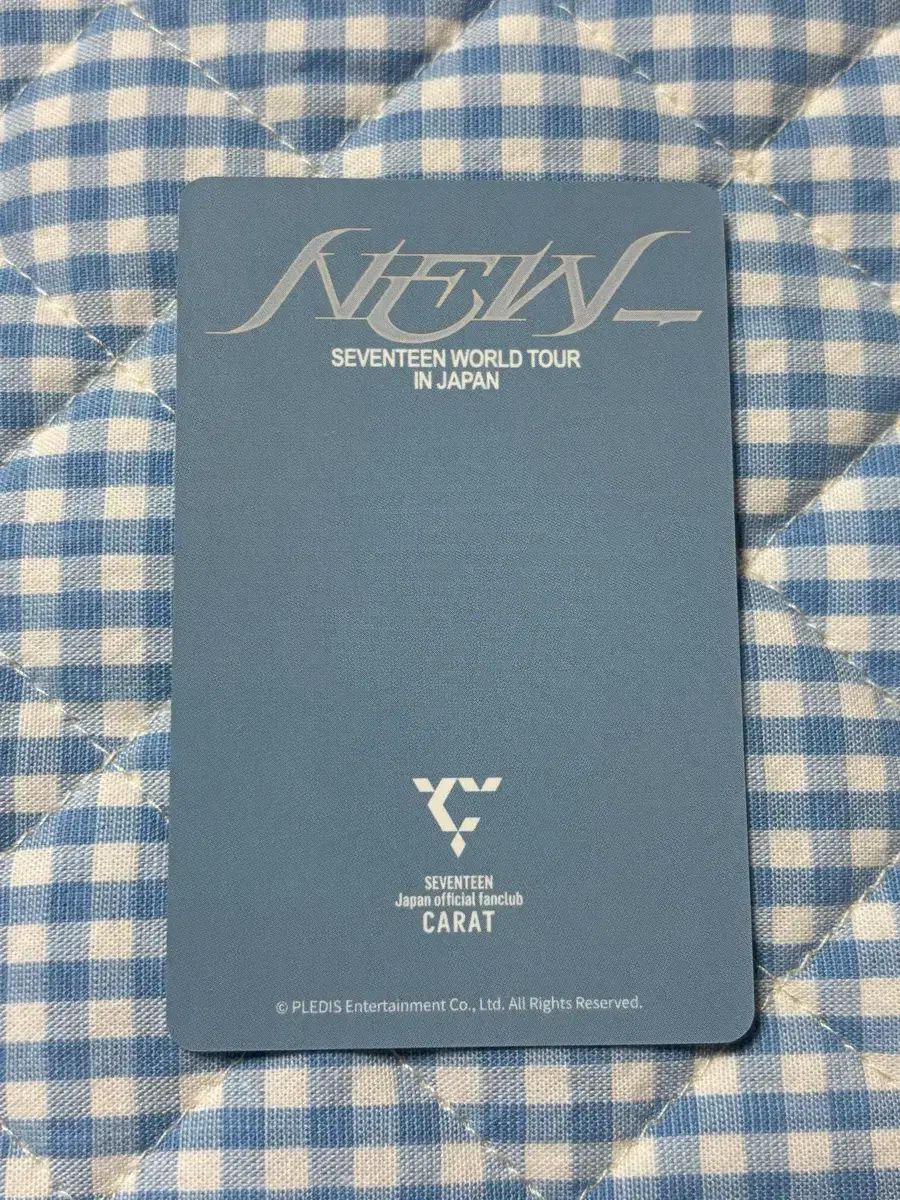 NEW_
SEVENTEEN WORLD TOUR
IN JAPAN
SEVENTEEN
Japan official fanclub
CARAT
© PLEDIS Entertainment Co., Ltd. All Rights Reserved.